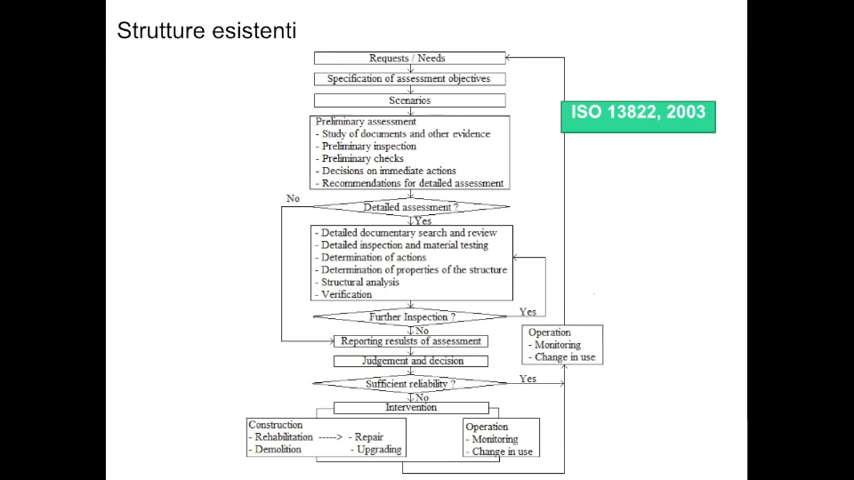 Strutture esistenti
Requests / Needs
Specification of assessment objectives
Scenarios
ISO 13822, 2003
Preliminary assessment
- Study of documents and other evidence
- Preliminary inspection
- Preliminary checks
- Decisions on immediate actions
- Recommendations for detailed assessment
No
Detailed assessment ?
Yes
- Detailed documentary search and review
- Detailed inspection and material testing
- Determination of actions
- Determination of properties of the structure
- Structural analysis
- Verification
Further Inspection ?
Yes
No
Reporting resulsts of assessment
Operation
- Monitoring
- Change in use
Judgement and decision
Sufficient reliability ?
Yes
No
Intervention
Construction
- Rehabilitation -----> - Repair
- Demolition - Upgrading
Operation
- Monitoring
- Change in use